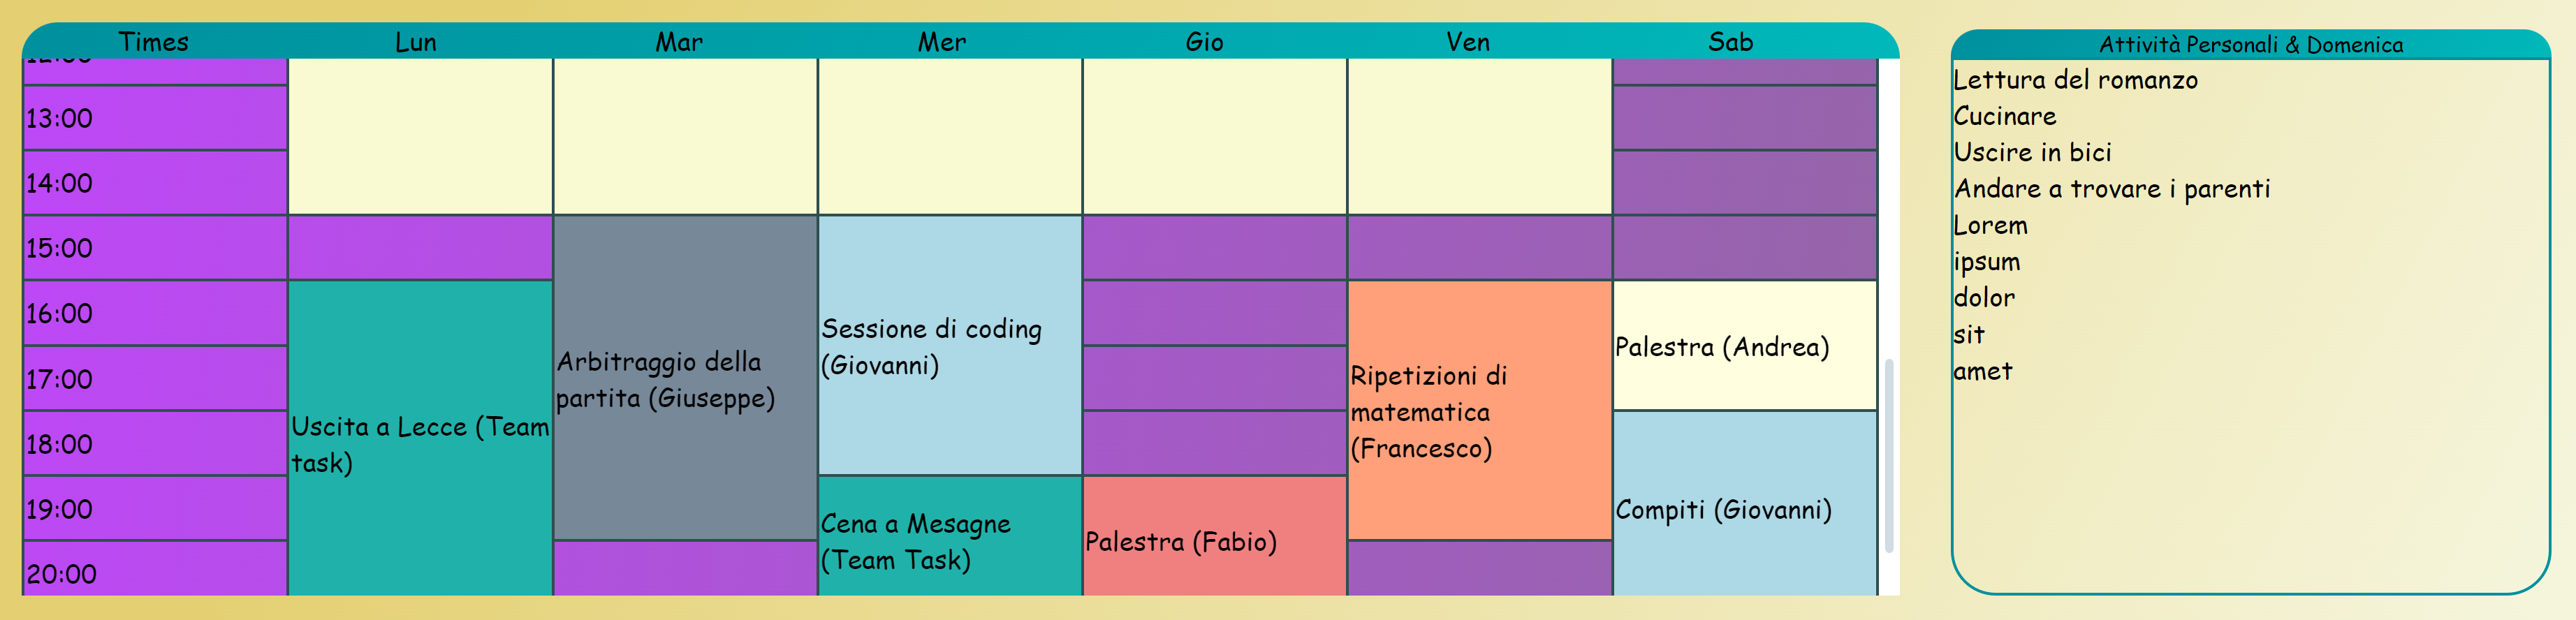 Times Lun Mar Mer Gio Ven Sab
12:00
13:00
14:00
15:00
16:00
17:00
18:00
19:00
20:00
Uscita a Lecce (Team
task)
Arbitraggio della
partita (Giuseppe)
Sessione di coding
(Giovanni)
Cena a Mesagne
(Team Task)
Palestra (Fabio)
Ripetizioni di
matematica
(Francesco)
Palestra (Andrea)
Compiti (Giovanni)
Attività Personali & Domenica
Lettura del romanzo
Cucinare
Uscire in bici
Andare a trovare i parenti
Lorem
ipsum
dolor
sit
amet